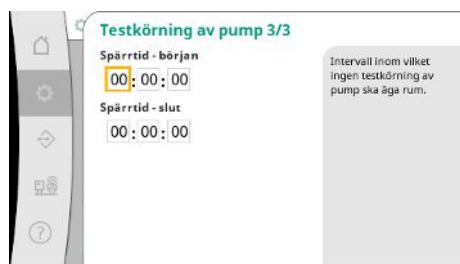 Testkörning av pump 3/3
Spärrtid - början
00 : 00 : 00
Spärrtid - slut
00 : 00 : 00
Intervall inom vilket
ingen testkörning av
pump ska äga rum.
?